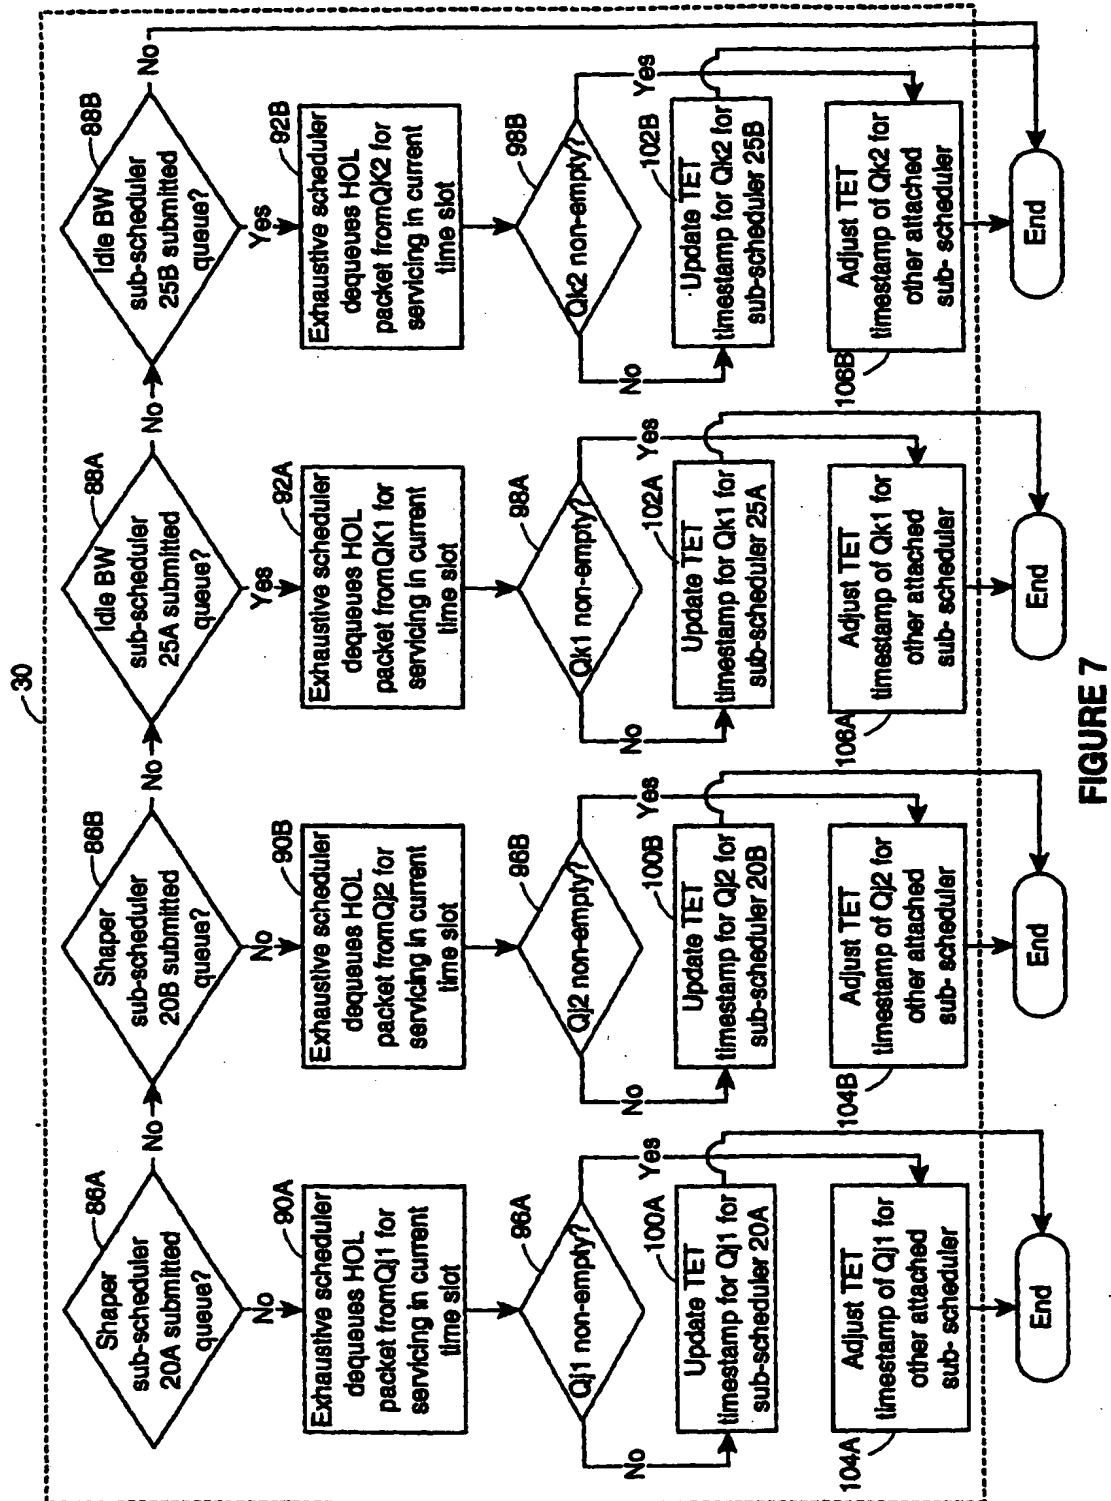 30
86A
Shaper
sub-scheduler
20A submitted
queue?
No
No
90A
Exhaustive scheduler
dequeues HOL
packet fromQj1 for
servicing in current
time slot
96A
Qj1 non-empty?
No
Yes
100A
Update TET
timestamp for Qj1 for
sub-scheduler 20A
104A
Adjust TET
timestamp of Qj1 for
other attached
sub- scheduler
End
86B
Shaper
sub-scheduler
20B submitted
queue?
No
No
90B
Exhaustive scheduler
dequeues HOL
packet fromQj2 for
servicing in current
time slot
96B
Qj2 non-empty?
No
Yes
100B
Update TET
timestamp for Qj2 for
sub-scheduler 20B
104B
Adjust TET
timestamp of Qj2 for
other attached
sub- scheduler
End
88A
Idle BW
sub-scheduler
25A submitted
queue?
No
Yes
92A
Exhaustive scheduler
dequeues HOL
packet fromQK1 for
servicing in current
time slot
98A
Qk1 non-empty?
No
Yes
102A
Update TET
timestamp for Qk1 for
sub-scheduler 25A
106A
Adjust TET
timestamp of Qk1 for
other attached
sub- scheduler
End
88B
Idle BW
sub-scheduler
25B submitted
queue?
No
Yes
92B
Exhaustive scheduler
dequeues HOL
packet fromQK2 for
servicing in current
time slot
98B
Qk2 non-empty?
No
Yes
102B
Update TET
timestamp for Qk2 for
sub-scheduler 25B
106B
Adjust TET
timestamp of Qk2 for
other attached
sub- scheduler
End
FIGURE 7